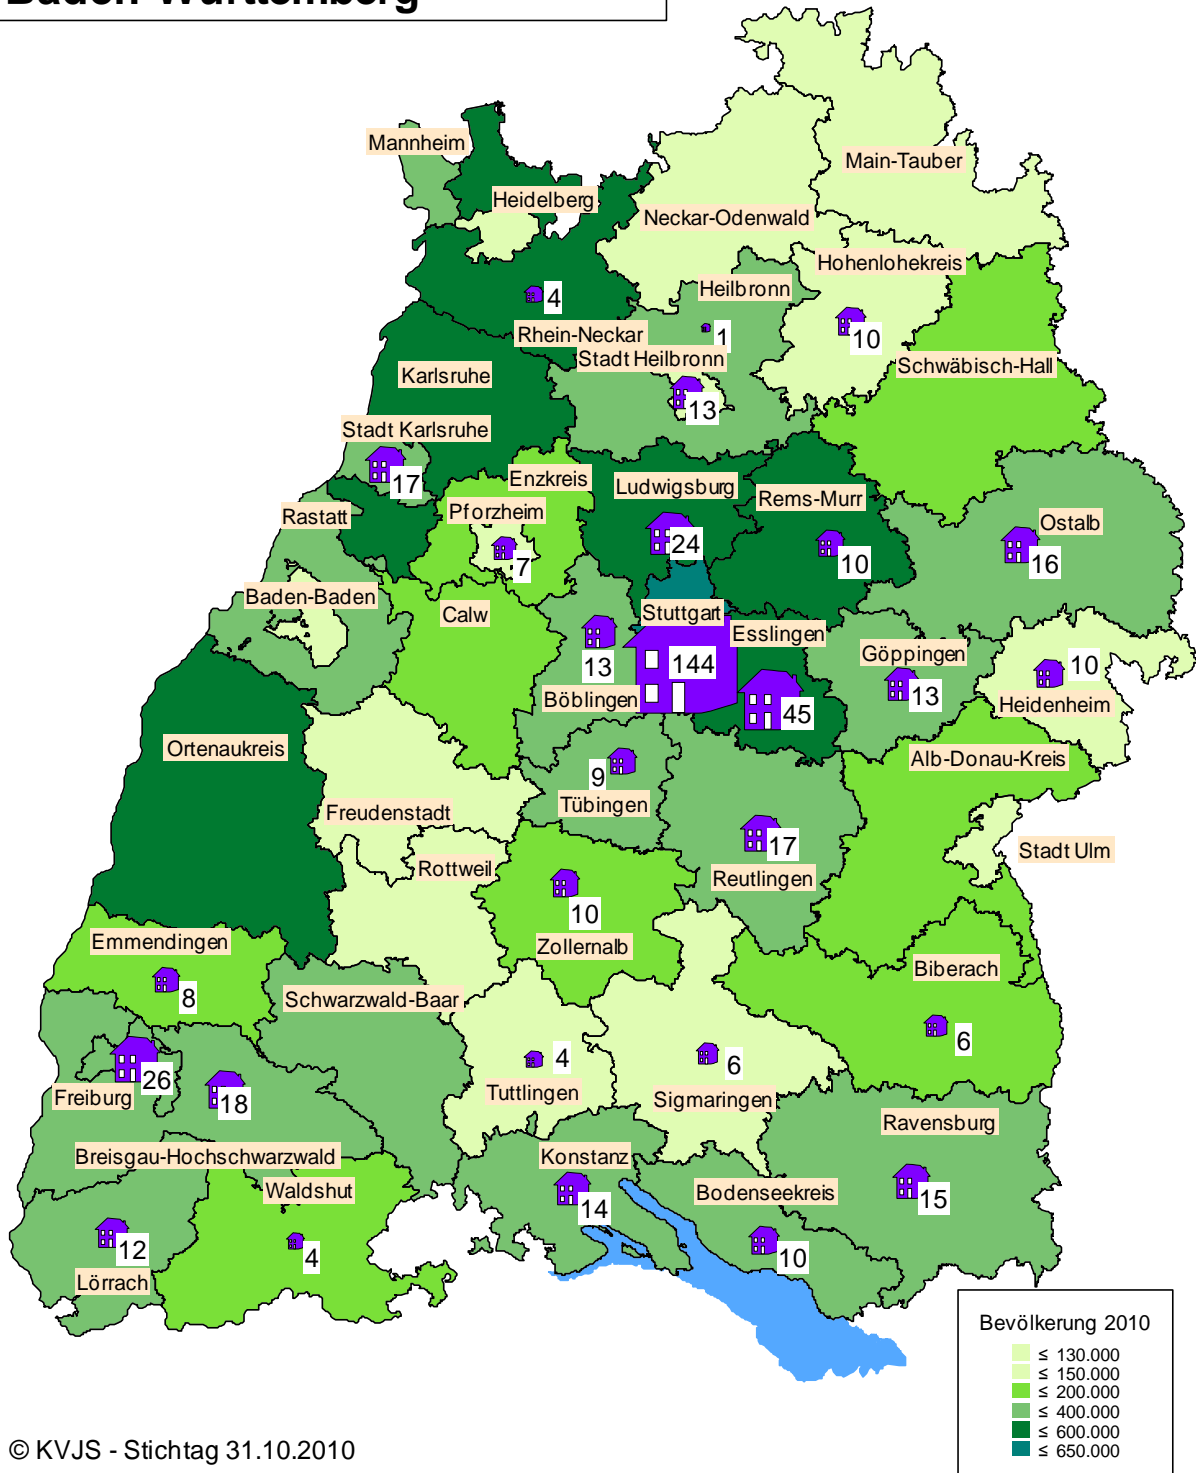 Baden-Württemberg
Mannheim
Main-Tauber
Heidelberg
Neckar-Odenwald
Hohenlohekreis
Heilbronn
4
1
10
Rhein-Neckar
Stadt Heilbronn
Schwäbisch-Hall
Karlsruhe
13
Stadt Karlsruhe
17
Enzkreis
Ludwigsburg
Rems-Murr
Pforzheim
Rastatt
Ostalb
24
10
16
7
Baden-Baden
Calw
Stuttgart
Esslingen
Göppingen
13
144
10
Böblingen
45
13
Heidenheim
Ortenaukreis
Alb-Donau-Kreis
9
Tübingen
Freudenstadt
17
Stadt Ulm
Rottweil
Reutlingen
10
Emmendingen
Zollernalb
Biberach
8
Schwarzwald-Baar
6
4
6
26
Freiburg
18
Tuttlingen
Sigmaringen
Ravensburg
Breisgau-Hochschwarzwald
Konstanz
Waldshut
Bodenseekreis
14
15
12
4
10
Lörrach
Bevölkerung 2010
≤ 130.000
≤ 150.000
≤ 200.000
≤ 400.000
≤ 600.000
≤ 650.000
© KVJS - Stichtag 31.10.2010